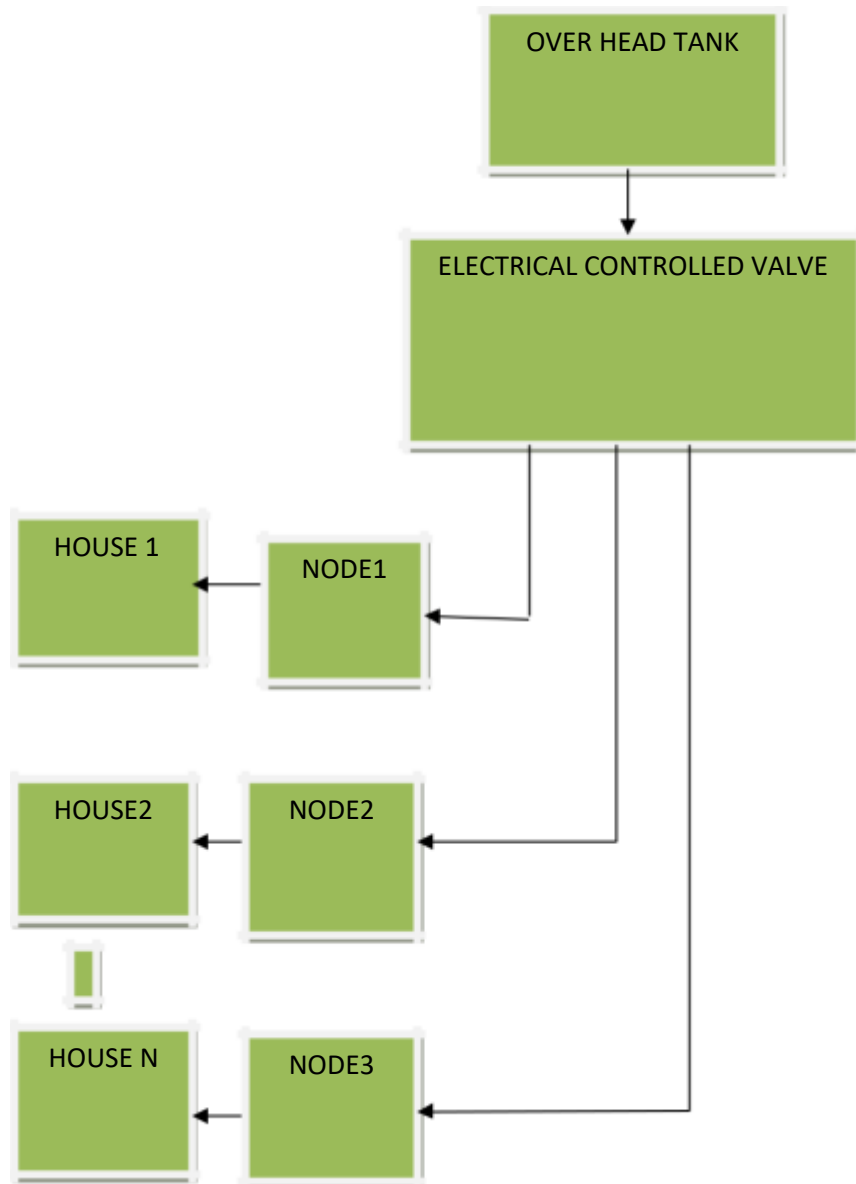 OVER HEAD TANK
ELECTRICAL CONTROLLED VALVE
HOUSE 1
NODE1
HOUSE2
NODE2
HOUSE N
NODE3